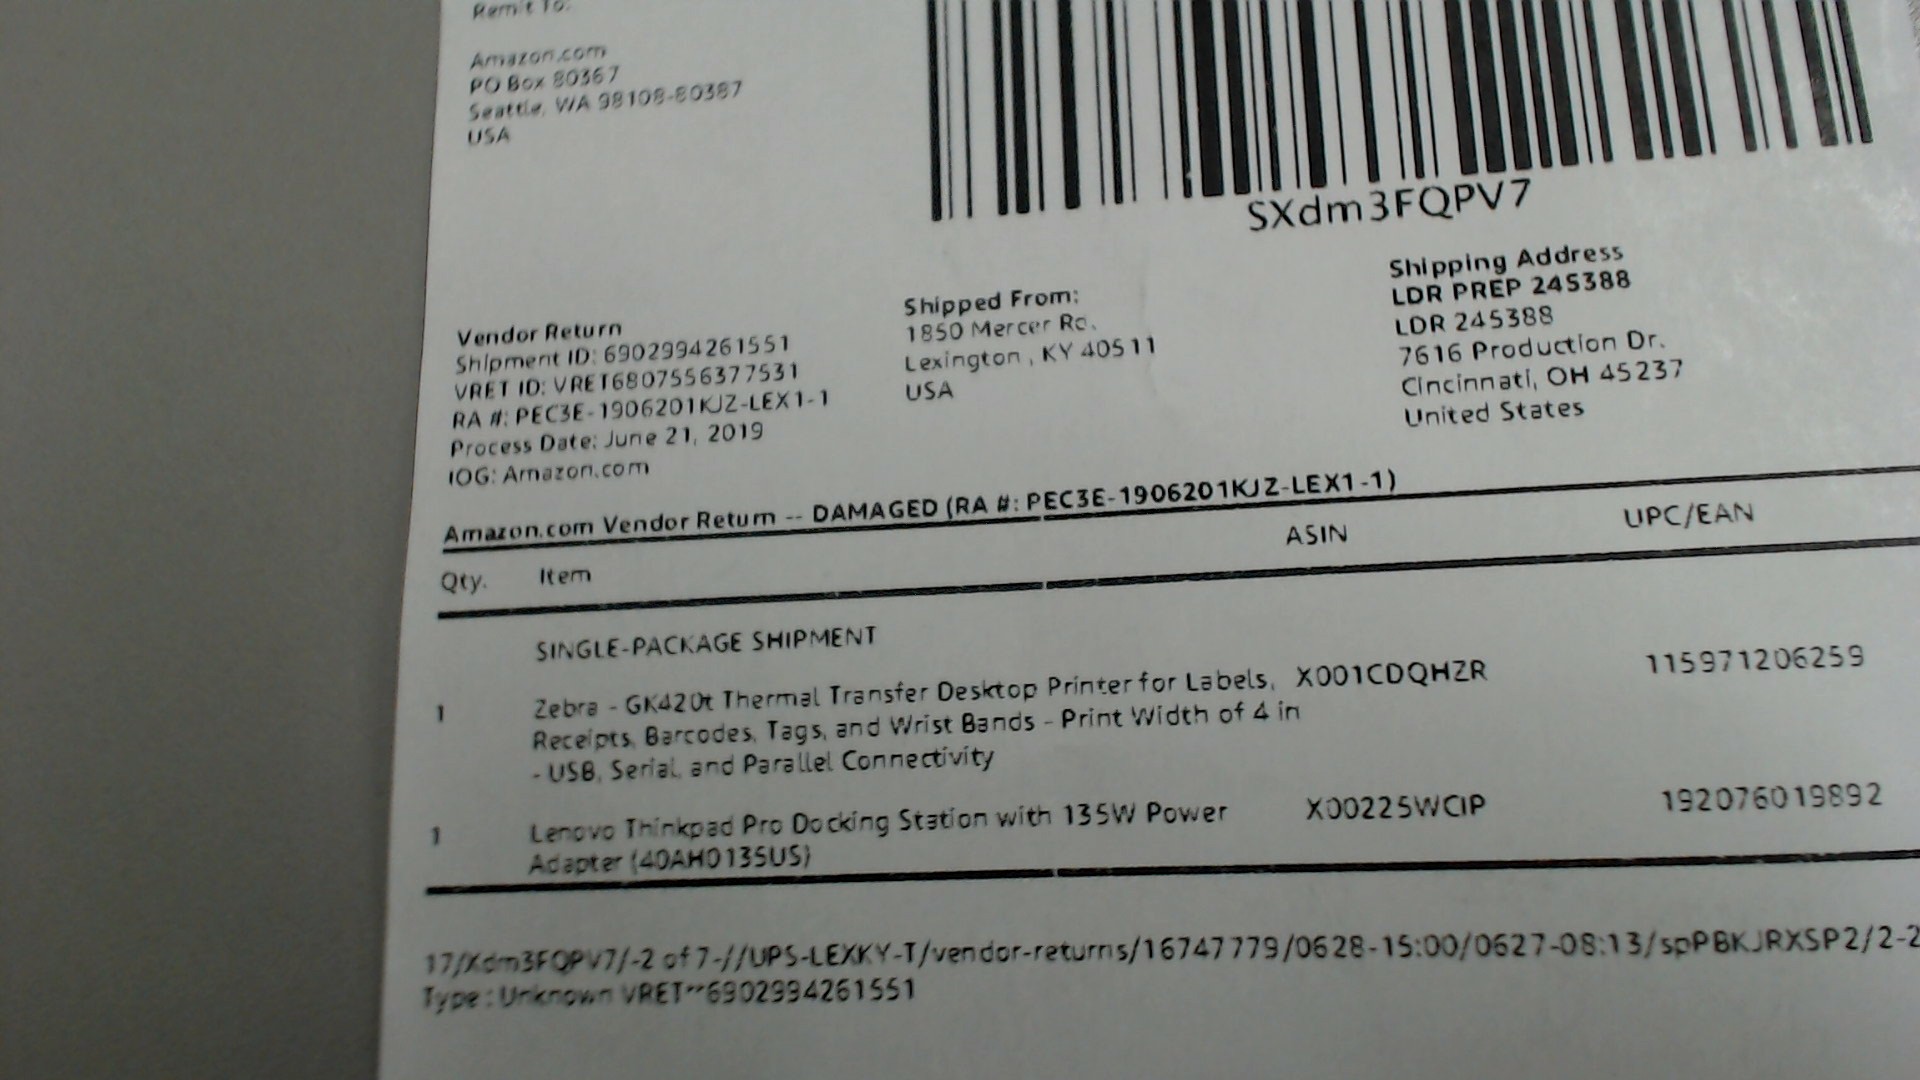 Remit To:
Amazon.com
PO Box 80367
Seattle, WA 98108-80387
USA
SXdm3FQPV7
Vendor Return
Shipment ID: 6902994261551
VRET ID: VRET6807556377531
RA #: PEC3E-1906201KJZ-LEX1-1
Process Date: June 21, 2019
IOG: Amazon.com
Shipped From:
1850 Mercer Rd.
Lexington , KY 40511
USA
Shipping Address
LDR PREP 245388
LDR 245388
7616 Production Dr.
Cincinnati, OH 45237
United States
Amazon.com Vendor Return -- DAMAGED (RA #: PEC3E-1906201KJZ-LEX1-1)
Qty. Item ASIN UPC/EAN
SINGLE-PACKAGE SHIPMENT
1 Zebra - GK420t Thermal Transfer Desktop Printer for Labels, X001CDQHZR 115971206259
Receipts, Barcodes, Tags, and Wrist Bands - Print Width of 4 in
- USB, Serial, and Parallel Connectivity
1 Lenovo Thinkpad Pro Docking Station with 135W Power X00225WCIP 192076019892
Adapter (40AH0135US)
17/Xdm3FQPV7/-2 of 7-//UPS-LEXKY-T/vendor-returns/16747779/0628-15:00/0627-08:13/spPBKJRXSP2/2-2
Type : Unknown VRET**6902994261551